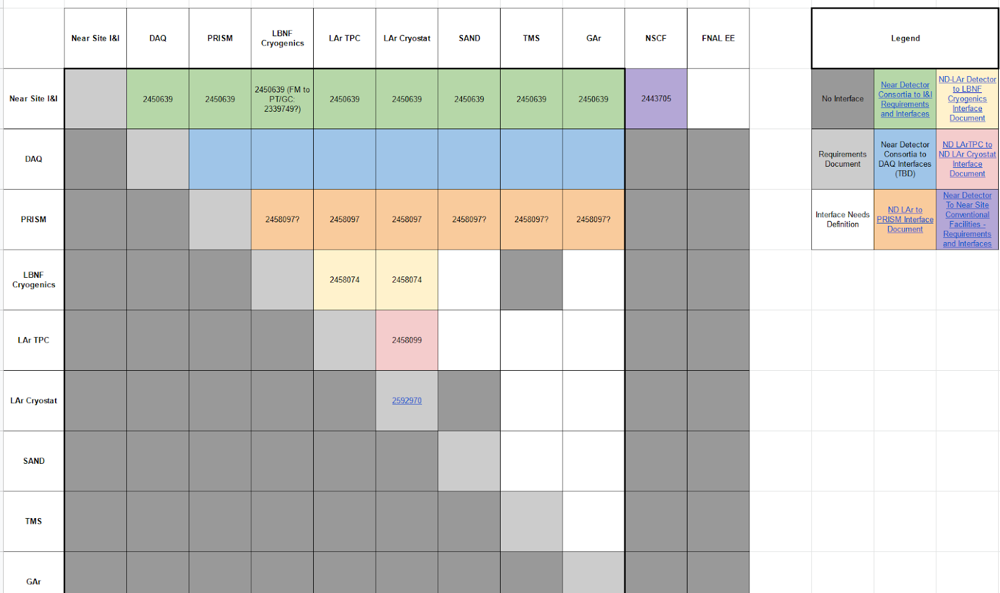 Near Site I&I DAQ PRISM LBNF Cryogenics LAr TPC LAr Cryostat SAND TMS GAr NSCF FNAL EE Legend
Near Site I&I
2450639
2450639
2450639 (FM to
PT/GC:
2339749?)
2450639
2450639
2450639
2450639
2450639
2443705
No Interface
Near Detector
Consortia to I&I
Requirements
and Interfaces
ND-LAr Detector
to LBNF
Cryogenics
Interface
Document
DAQ
Requirements
Document
Near Detector
Consortia to
DAQ Interfaces
(TBD)
ND LArTPC to
ND LAr Cryostat
Interface
Document
PRISM
2458097?
2458097
2458097
2458097?
2458097?
2458097?
Interface Needs
Definition
ND LAr to
PRISM Interface
Document
Near Detector
To Near Site
Conventional
Facilities -
Requirements
and Interfaces
LBNF
Cryogenics
2458074
2458074
LAr TPC
2458099
LAr Cryostat
2592970
SAND
TMS
GAr